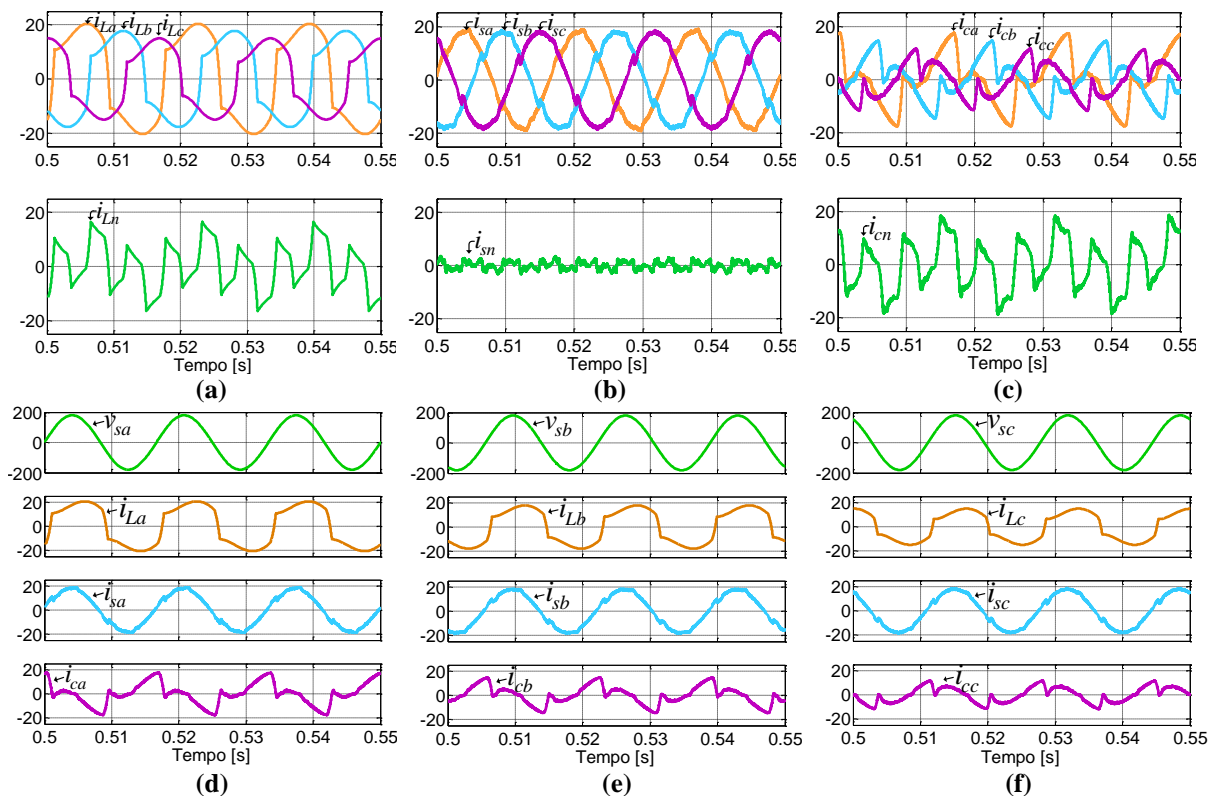 20 i_La i_Lb i_Lc
0
-20
0.5 0.51 0.52 0.53 0.54 0.55
20 i_Ln
0
-20
0.5 0.51 0.52 0.53 0.54 0.55
Tempo [s]
(a)
20 i_sa i_sb i_sc
0
-20
0.5 0.51 0.52 0.53 0.54 0.55
20
i_sn
0
-20
0.5 0.51 0.52 0.53 0.54 0.55
Tempo [s]
(b)
20 i_ca i_cb i_cc
0
-20
0.5 0.51 0.52 0.53 0.54 0.55
20
i_cn
0
-20
0.5 0.51 0.52 0.53 0.54 0.55
Tempo [s]
(c)
200
v_sa
0
-200
20
i_La
0
-20
20
i_sa
0
-20
20
i_ca
0
-20
0.5 0.51 0.52 0.53 0.54 0.55
Tempo [s]
(d)
200
v_sb
0
-200
20
i_Lb
0
-20
20
i_sb
0
-20
20
i_cb
0
-20
0.5 0.51 0.52 0.53 0.54 0.55
Tempo [s]
(e)
200
v_sc
0
-200
20
i_Lc
0
-20
20
i_sc
0
-20
20
i_cc
0
-20
0.5 0.51 0.52 0.53 0.54 0.55
Tempo [s]
(f)